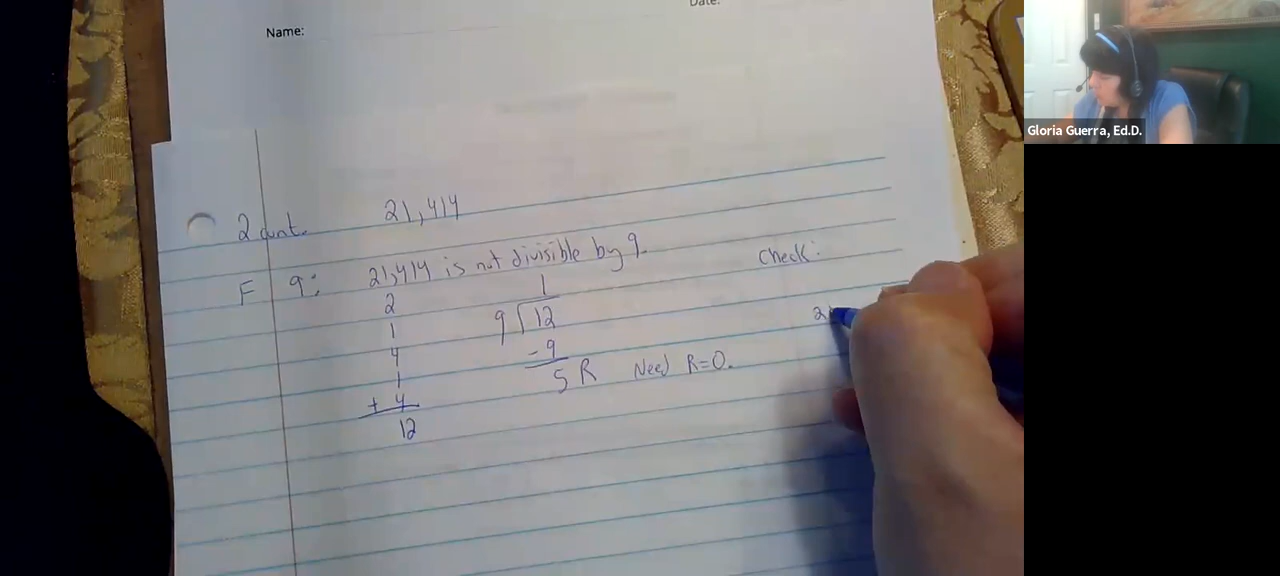 Date:
Name:
2 cont. 21,414
F 9: 21,414 is not divisible by 9.
Check:
2
1
4
1
+ 4
12
1
9 12
- 9
5 R Need R=0.
21
Gloria Guerra, Ed.D.